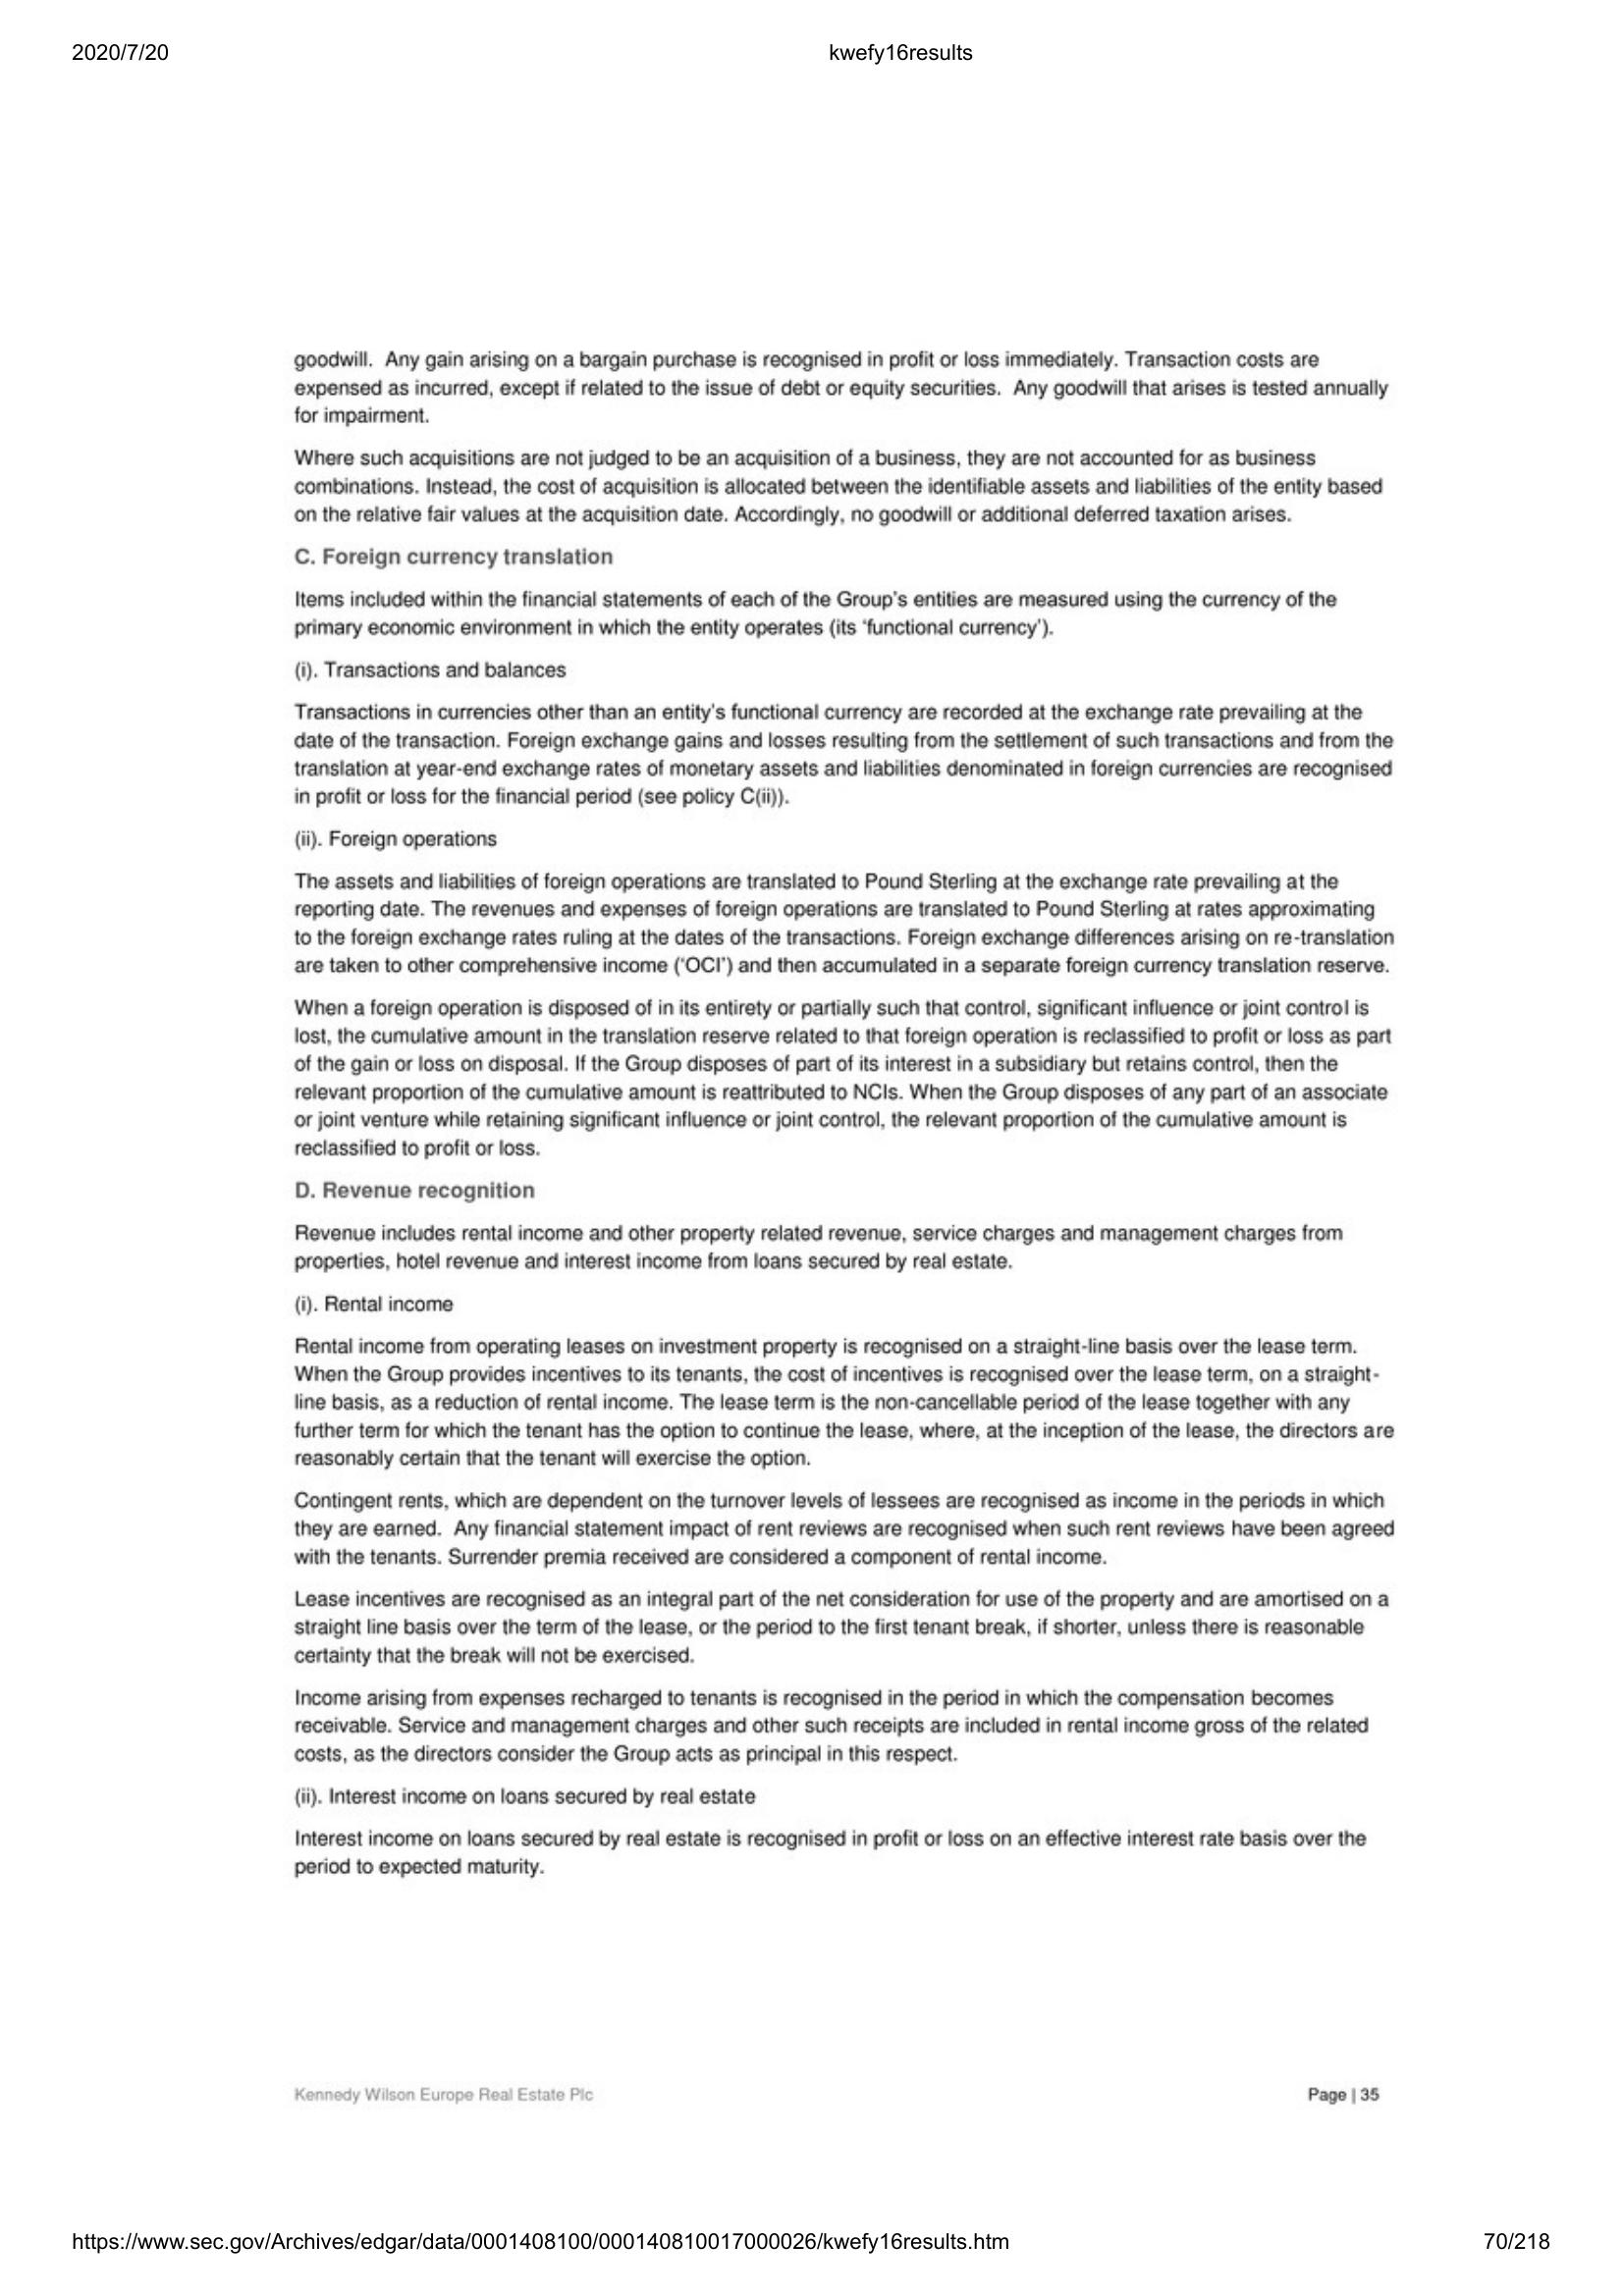 2020/7/20 kwefy16results
goodwill.  Any gain arising on a bargain purchase is recognised in profit or loss immediately. Transaction costs are
expensed as incurred, except if related to the issue of debt or equity securities.  Any goodwill that arises is tested annually
for impairment.
Where such acquisitions are not judged to be an acquisition of a business, they are not accounted for as business
combinations. Instead, the cost of acquisition is allocated between the identifiable assets and liabilities of the entity based
on the relative fair values at the acquisition date. Accordingly, no goodwill or additional deferred taxation arises.
C. Foreign currency translation
Items included within the financial statements of each of the Group's entities are measured using the currency of the
primary economic environment in which the entity operates (its 'functional currency').
(i). Transactions and balances
Transactions in currencies other than an entity's functional currency are recorded at the exchange rate prevailing at the
date of the transaction. Foreign exchange gains and losses resulting from the settlement of such transactions and from the
translation at year-end exchange rates of monetary assets and liabilities denominated in foreign currencies are recognised
in profit or loss for the financial period (see policy C(ii)).
(ii). Foreign operations
The assets and liabilities of foreign operations are translated to Pound Sterling at the exchange rate prevailing at the
reporting date. The revenues and expenses of foreign operations are translated to Pound Sterling at rates approximating
to the foreign exchange rates ruling at the dates of the transactions. Foreign exchange differences arising on re-translation
are taken to other comprehensive income ('OCI') and then accumulated in a separate foreign currency translation reserve.
When a foreign operation is disposed of in its entirety or partially such that control, significant influence or joint control is
lost, the cumulative amount in the translation reserve related to that foreign operation is reclassified to profit or loss as part
of the gain or loss on disposal. If the Group disposes of part of its interest in a subsidiary but retains control, then the
relevant proportion of the cumulative amount is reattributed to NCIs. When the Group disposes of any part of an associate
or joint venture while retaining significant influence or joint control, the relevant proportion of the cumulative amount is
reclassified to profit or loss.
D. Revenue recognition
Revenue includes rental income and other property related revenue, service charges and management charges from
properties, hotel revenue and interest income from loans secured by real estate.
(i). Rental income
Rental income from operating leases on investment property is recognised on a straight-line basis over the lease term.
When the Group provides incentives to its tenants, the cost of incentives is recognised over the lease term, on a straight-
line basis, as a reduction of rental income. The lease term is the non-cancellable period of the lease together with any
further term for which the tenant has the option to continue the lease, where, at the inception of the lease, the directors are
reasonably certain that the tenant will exercise the option.
Contingent rents, which are dependent on the turnover levels of lessees are recognised as income in the periods in which
they are earned.  Any financial statement impact of rent reviews are recognised when such rent reviews have been agreed
with the tenants. Surrender premia received are considered a component of rental income.
Lease incentives are recognised as an integral part of the net consideration for use of the property and are amortised on a
straight line basis over the term of the lease, or the period to the first tenant break, if shorter, unless there is reasonable
certainty that the break will not be exercised.
Income arising from expenses recharged to tenants is recognised in the period in which the compensation becomes
receivable. Service and management charges and other such receipts are included in rental income gross of the related
costs, as the directors consider the Group acts as principal in this respect.
(ii). Interest income on loans secured by real estate
Interest income on loans secured by real estate is recognised in profit or loss on an effective interest rate basis over the
period to expected maturity.
Kennedy Wilson Europe Real Estate Plc Page | 35
https://www.sec.gov/Archives/edgar/data/0001408100/000140810017000026/kwefy16results.htm 70/218